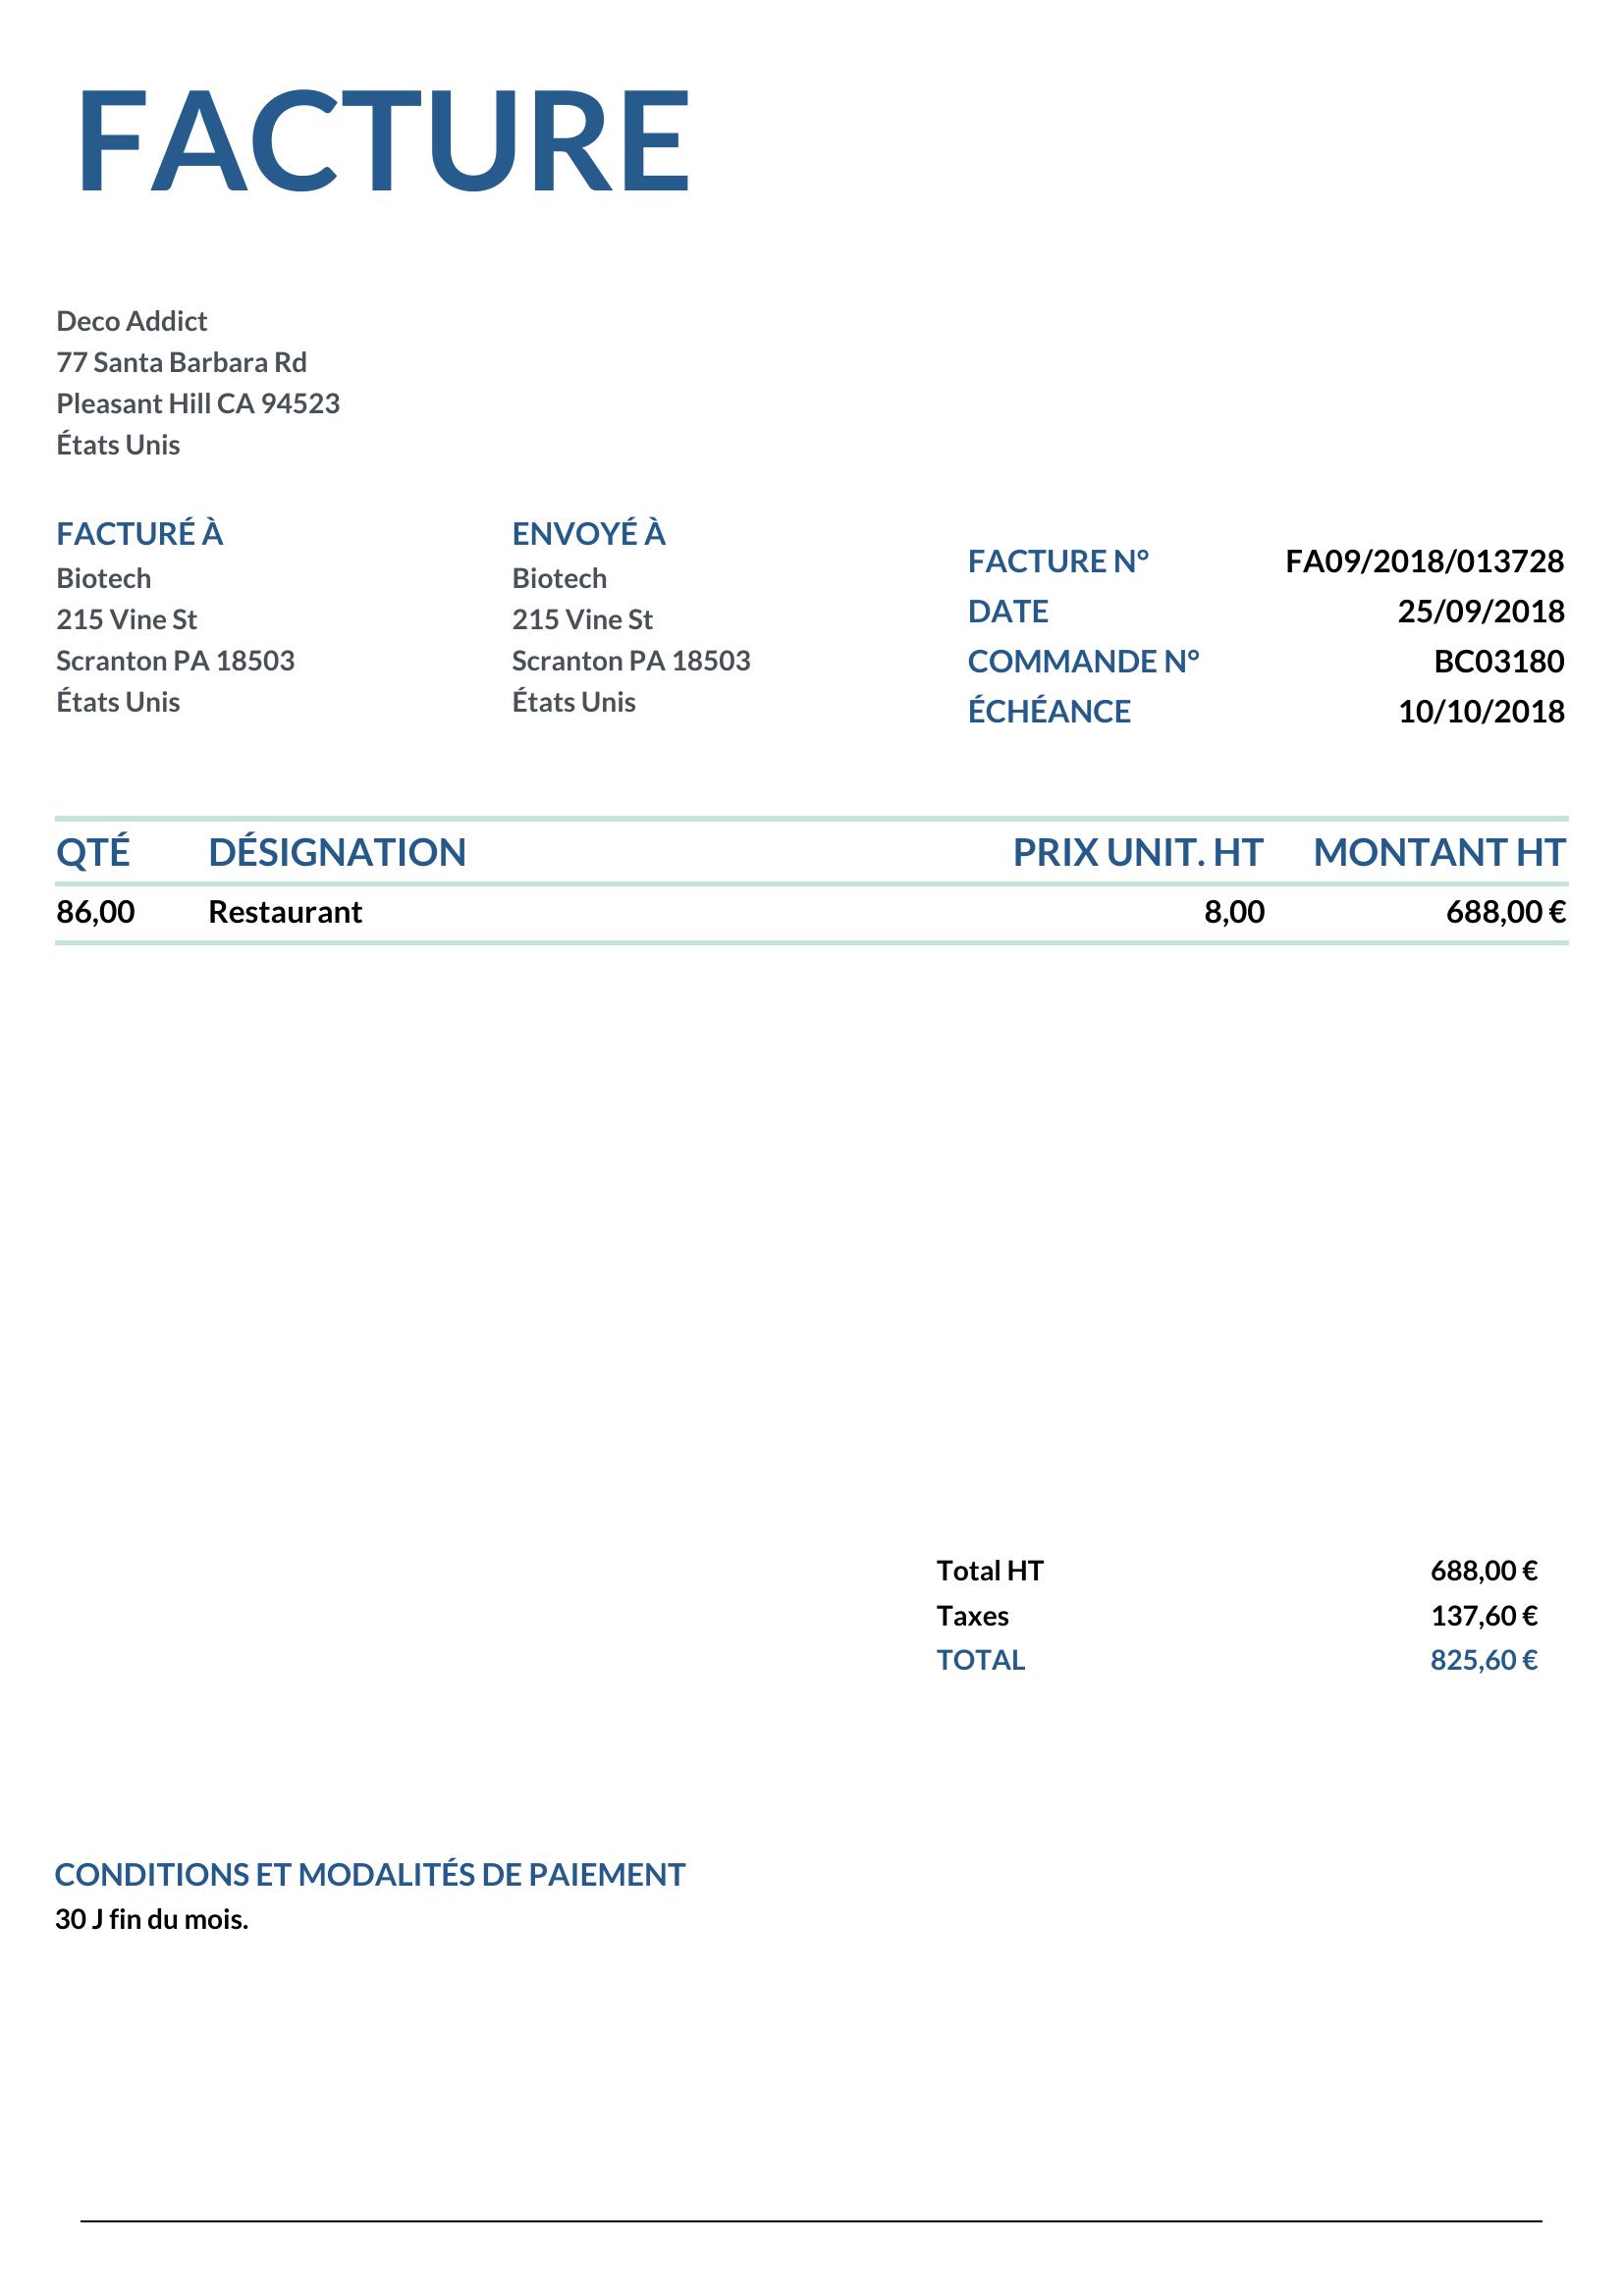 FACTURE
Deco Addict
77 Santa Barbara Rd
Pleasant Hill CA 94523
États Unis
FACTURÉ À
Biotech
215 Vine St
Scranton PA 18503
États Unis
ENVOYÉ À
Biotech
215 Vine St
Scranton PA 18503
États Unis
FACTURE N° FA09/2018/013728
DATE 25/09/2018
COMMANDE N° BC03180
ÉCHÉANCE 10/10/2018
QTÉ DÉSIGNATION PRIX UNIT. HT MONTANT HT
86,00 Restaurant 8,00 688,00 €
Total HT 688,00 €
Taxes 137,60 €
TOTAL 825,60 €
CONDITIONS ET MODALITÉS DE PAIEMENT
30 J fin du mois.